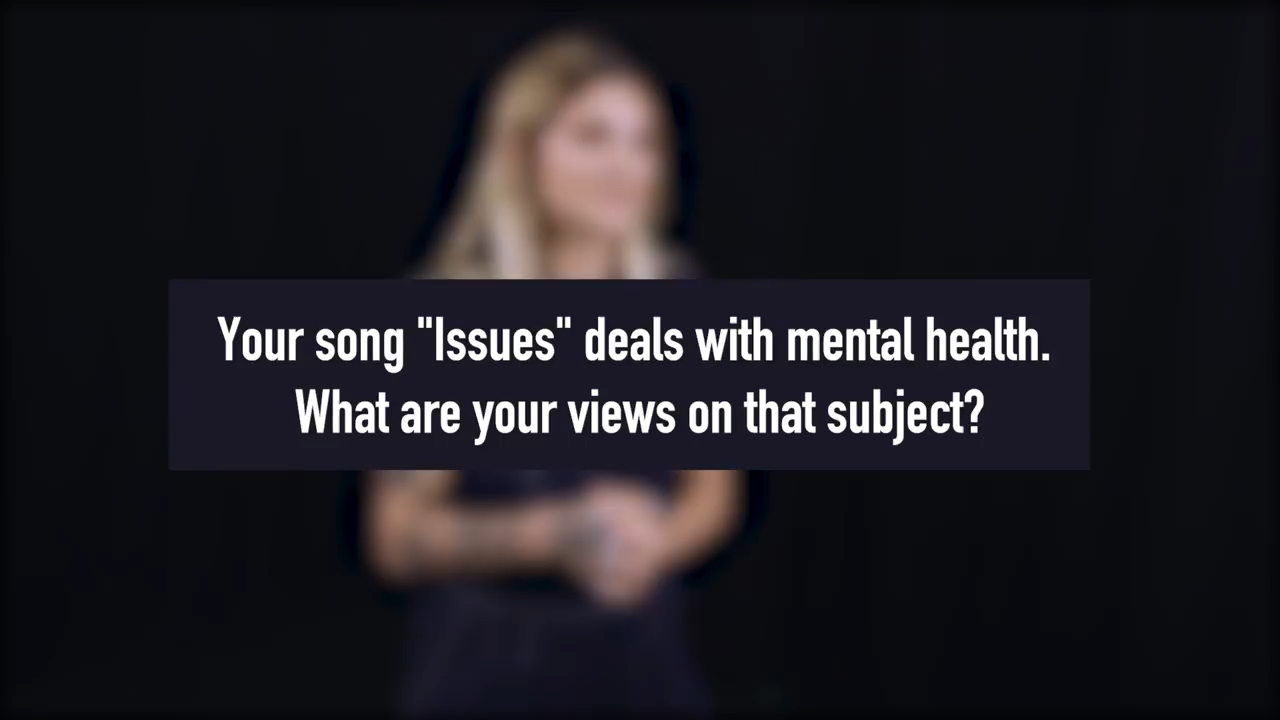 Your song "Issues" deals with mental health.
What are your views on that subject?